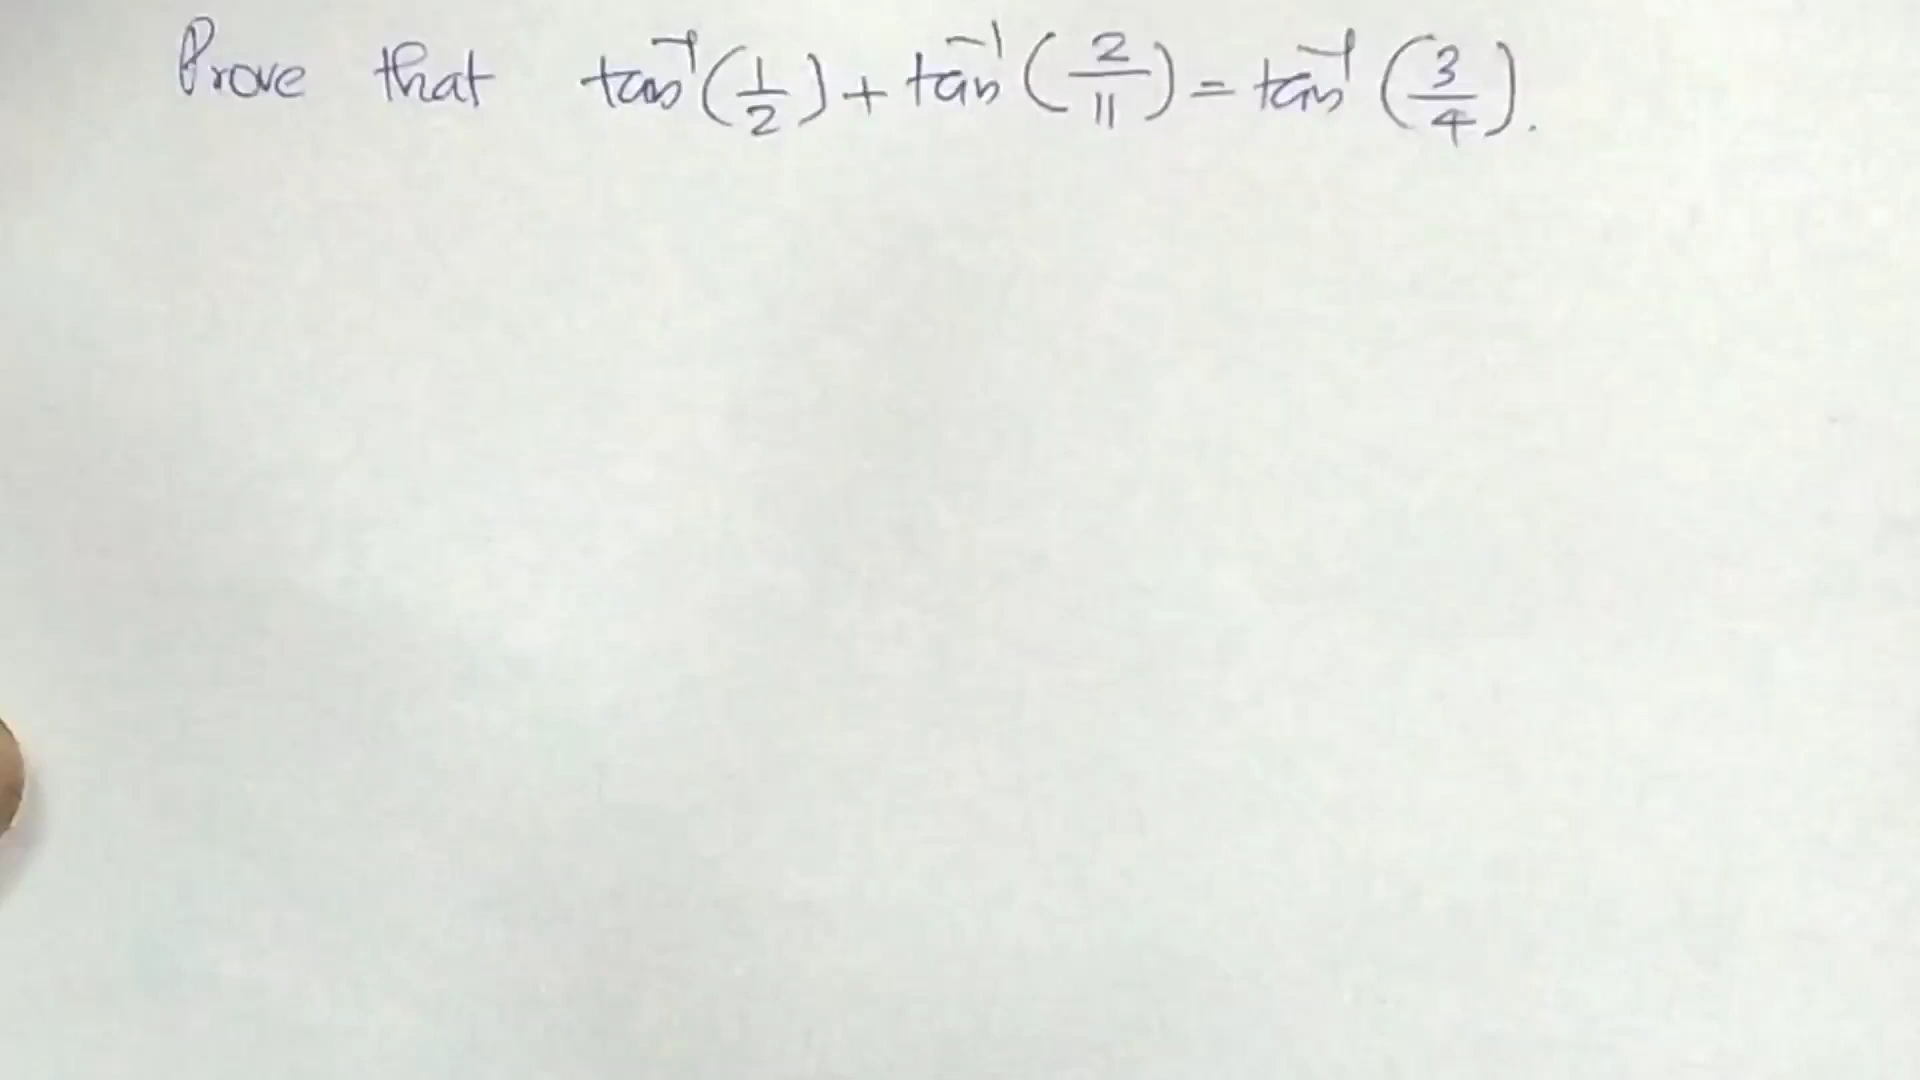 Prove that tan⁻¹(1/2) + tan⁻¹(2/11) = tan⁻¹(3/4).